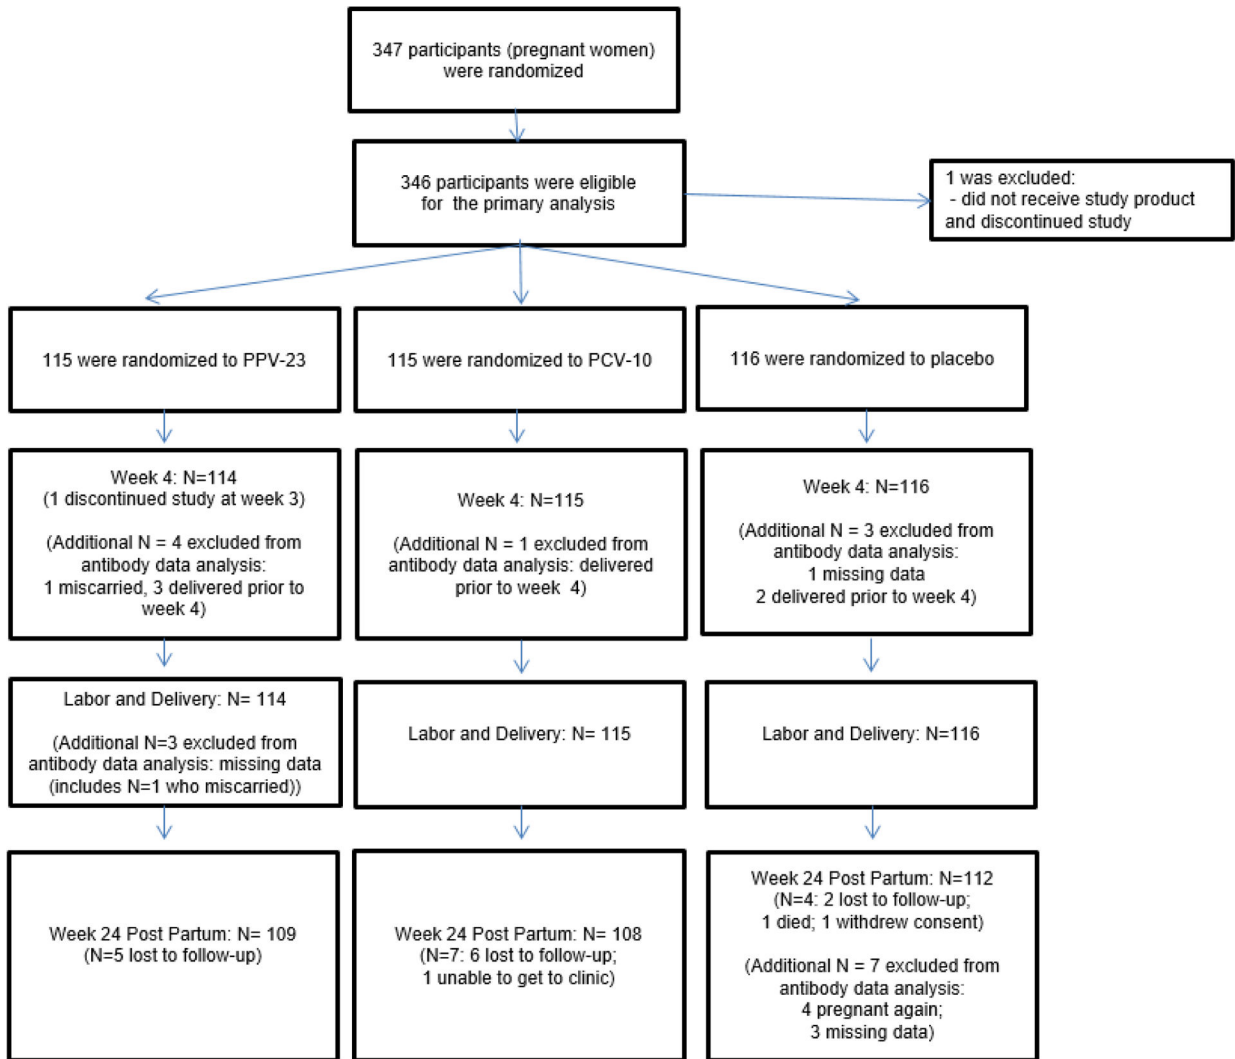 347 participants (pregnant women)
were randomized
346 participants were eligible
for the primary analysis
1 was excluded:
- did not receive study product
and discontinued study
115 were randomized to PPV-23
115 were randomized to PCV-10
116 were randomized to placebo
Week 4: N=114
(1 discontinued study at week 3)
(Additional N = 4 excluded from
antibody data analysis:
1 miscarried, 3 delivered prior to
week 4)
Week 4: N=115
(Additional N = 1 excluded from
antibody data analysis: delivered
prior to week 4)
Week 4: N=116
(Additional N = 3 excluded from
antibody data analysis:
1 missing data
2 delivered prior to week 4)
Labor and Delivery: N= 114
(Additional N=3 excluded from
antibody data analysis: missing data
(includes N=1 who miscarried))
Labor and Delivery: N= 115
Labor and Delivery: N=116
Week 24 Post Partum: N= 109
(N=5 lost to follow-up)
Week 24 Post Partum: N= 108
(N=7: 6 lost to follow-up;
1 unable to get to clinic)
Week 24 Post Partum: N=112
(N=4: 2 lost to follow-up;
1 died; 1 withdrew consent)
(Additional N = 7 excluded from
antibody data analysis:
4 pregnant again;
3 missing data)